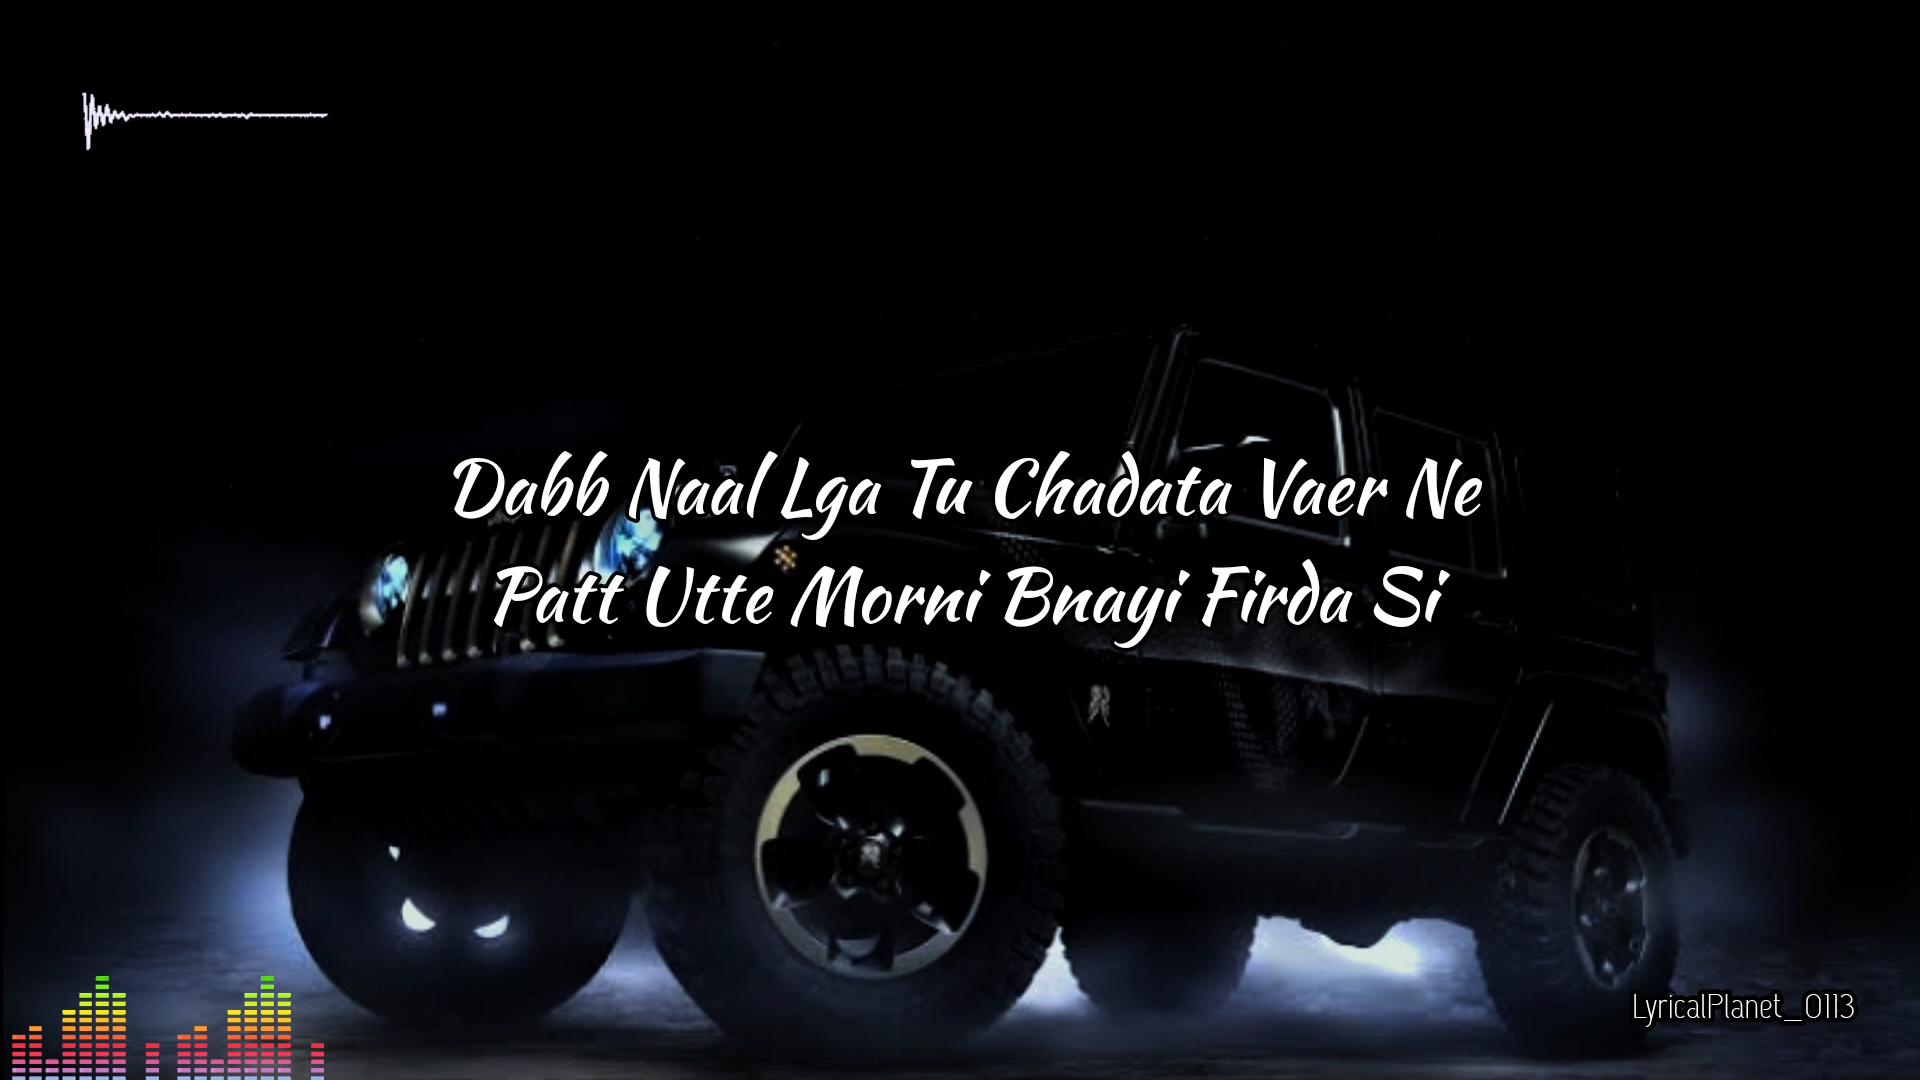 Dabb Naal Lga Tu Chadata Vaer Ne
Patt Utte Morni Bnayi Firda Si
LyricalPlanet_0113